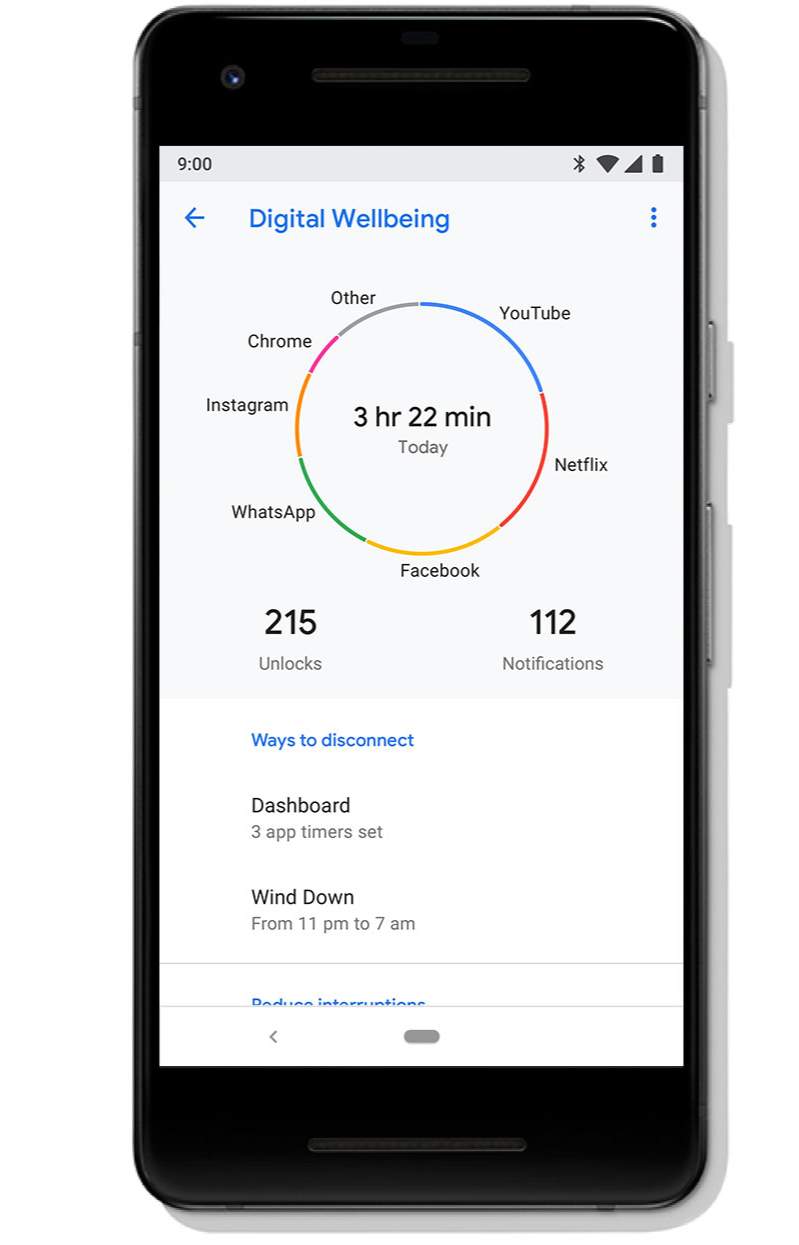 9:00
Digital Wellbeing
Other
YouTube
Chrome
Instagram
3 hr 22 min
Today
Netflix
WhatsApp
Facebook
215
112
Unlocks
Notifications
Ways to disconnect
Dashboard
3 app timers set
Wind Down
From 11 pm to 7 am
Reduce interruptions